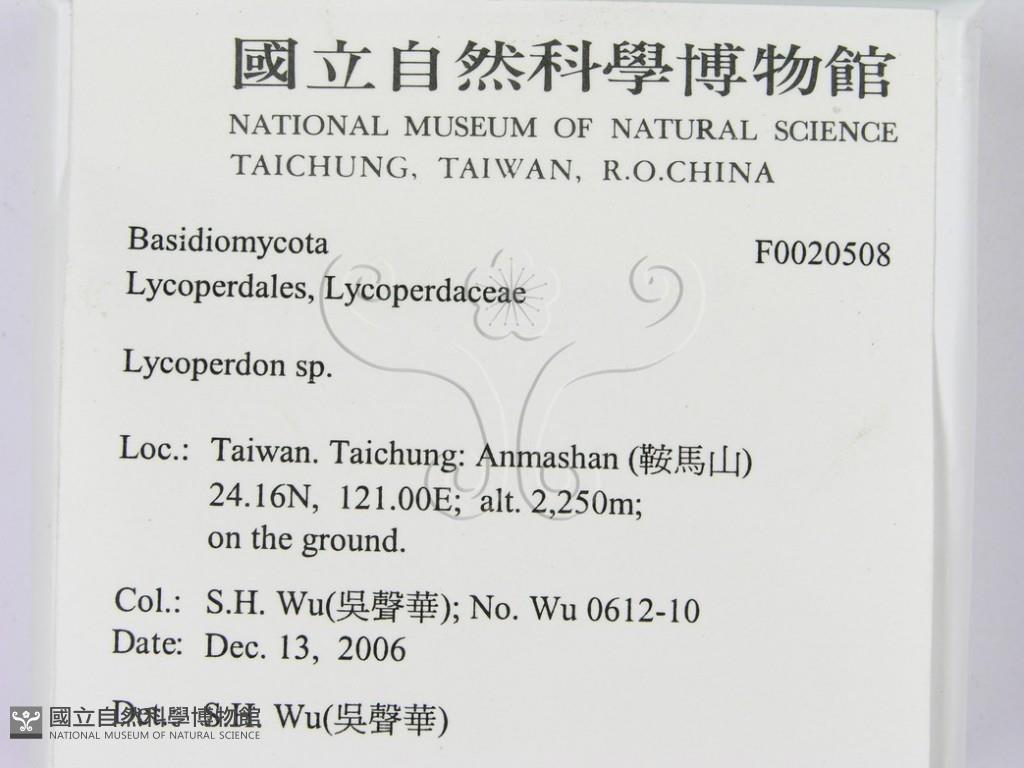 國立自然科學博物館
NATIONAL MUSEUM OF NATURAL SCIENCE
TAICHUNG, TAIWAN, R.O.CHINA
Basidiomycota F0020508
Lycoperdales, Lycoperdaceae
Lycoperdon sp.
Loc.: Taiwan. Taichung: Anmashan (鞍馬山)
24.16N, 121.00E; alt. 2,250m;
on the ground.
Col.: S.H. Wu(吳聲華); No. Wu 0612-10
Date: Dec. 13, 2006
Det. S.H. Wu(吳聲華)
國立自然科學博物館
NATIONAL MUSEUM OF NATURAL SCIENCE